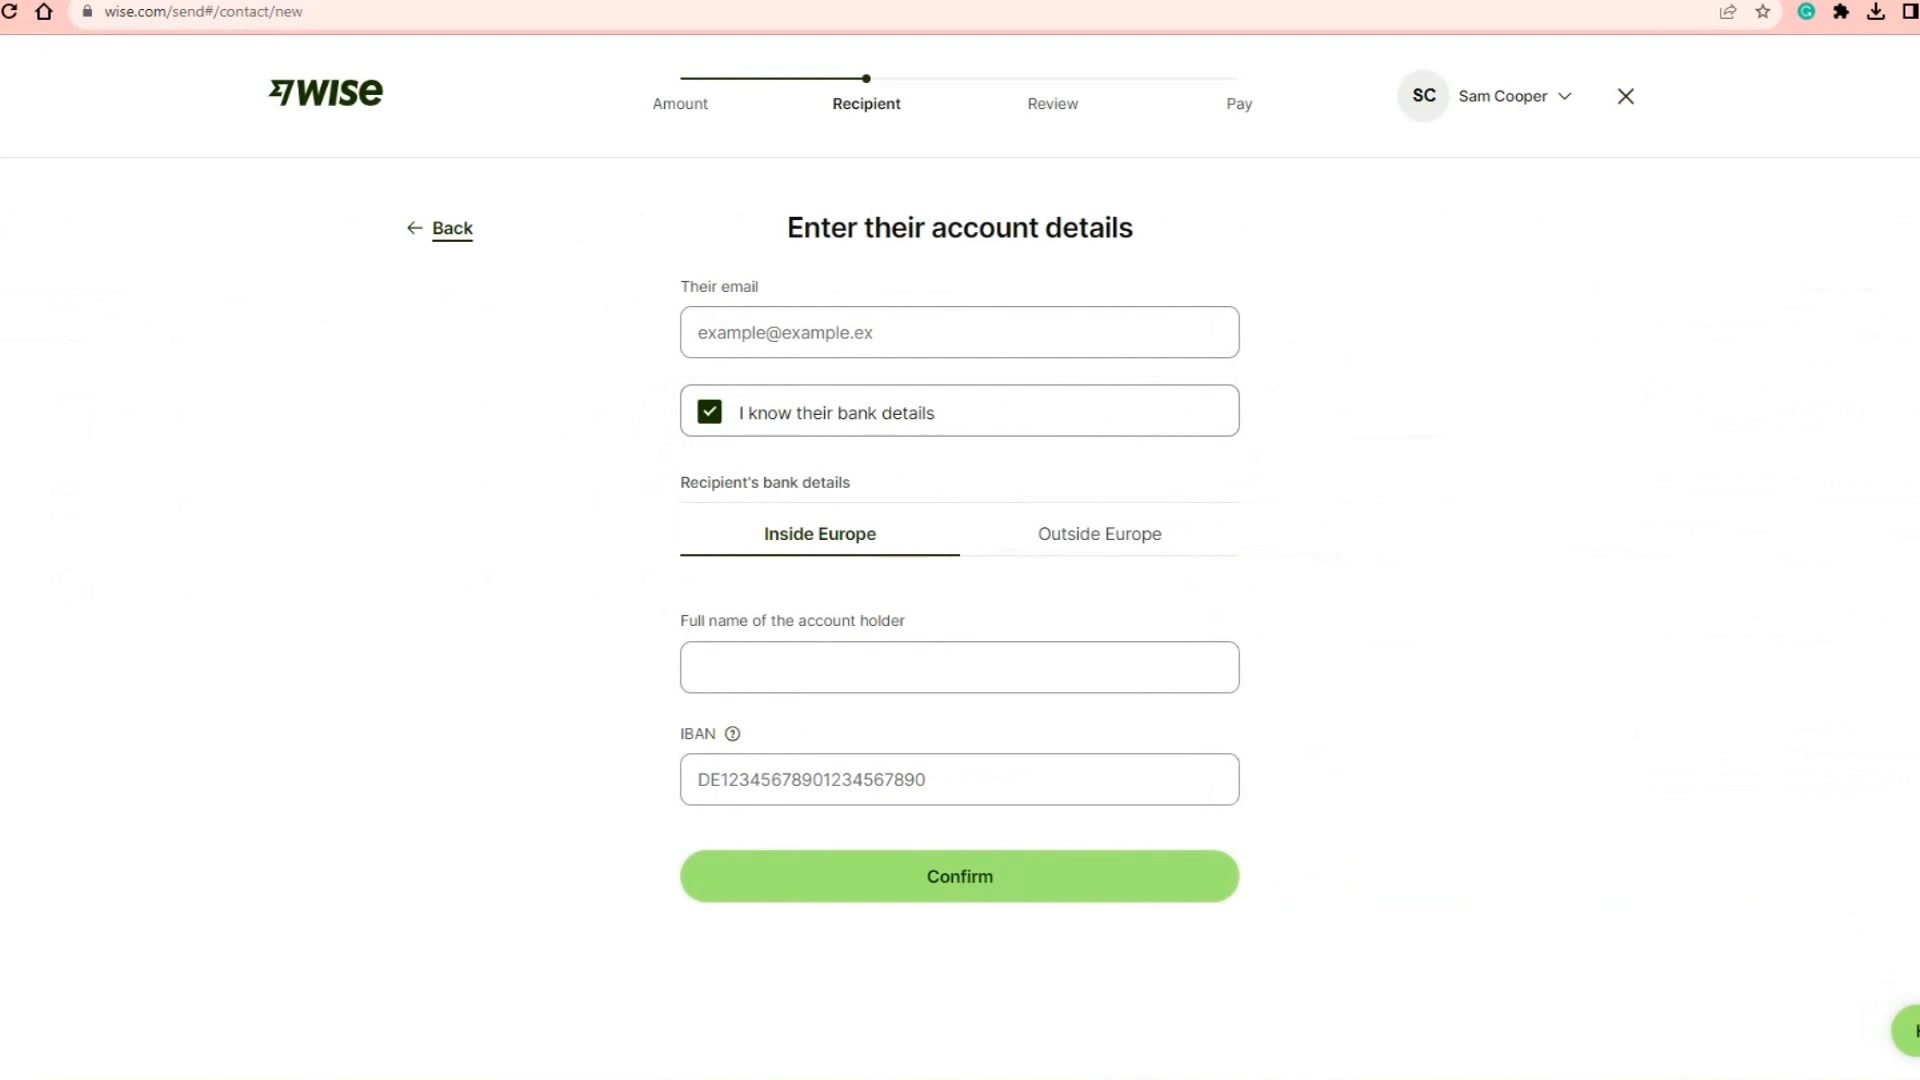 wise.com/send#/contact/new
WISE
Amount
Recipient
Review
Pay
SC
Sam Cooper
Back
Enter their account details
Their email
example@example.ex
I know their bank details
Recipient's bank details
Inside Europe
Outside Europe
Full name of the account holder
IBAN
DE12345678901234567890
Confirm